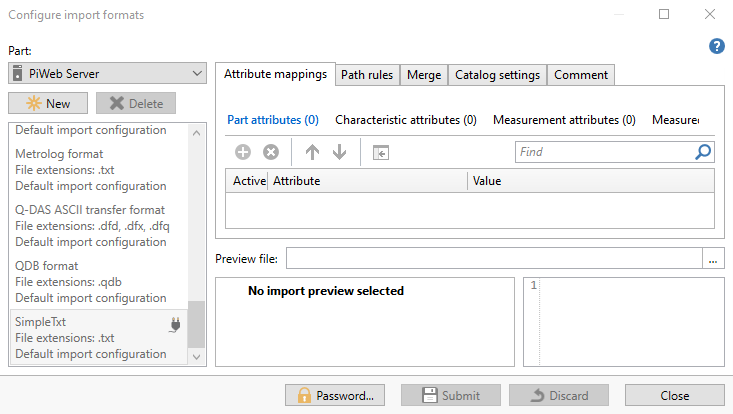 Configure import formats
Part:
PiWeb Server
New
Delete
Default import configuration
Metrolog format
File extensions: .txt
Default import configuration
Q-DAS ASCII transfer format
File extensions: .dfd, .dfx, .dfq
Default import configuration
QDB format
File extensions: .qdb
Default import configuration
SimpleTxt
File extensions: .txt
Default import configuration
?
Attribute mappings Path rules Merge Catalog settings Comment
Part attributes (0) Characteristic attributes (0) Measurement attributes (0) Measure
Find
Active Attribute Value
Preview file:
...
No import preview selected
1
Password... Submit Discard Close